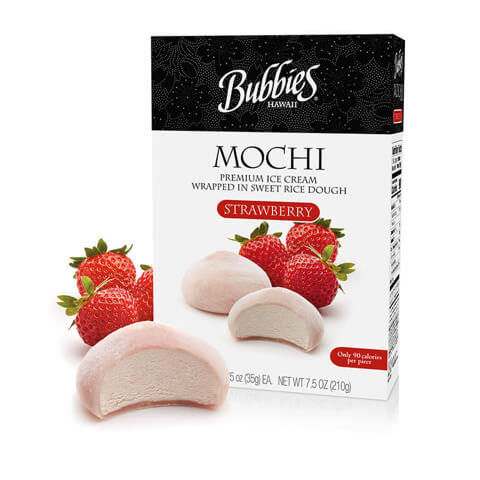 Bubbies®
HAWAII
MOCHI
PREMIUM ICE CREAM
WRAPPED IN SWEET RICE DOUGH
STRAWBERRY
Only 90 calories
per piece
5 OZ (35g) EA. NET WT 7.5 OZ (210g)